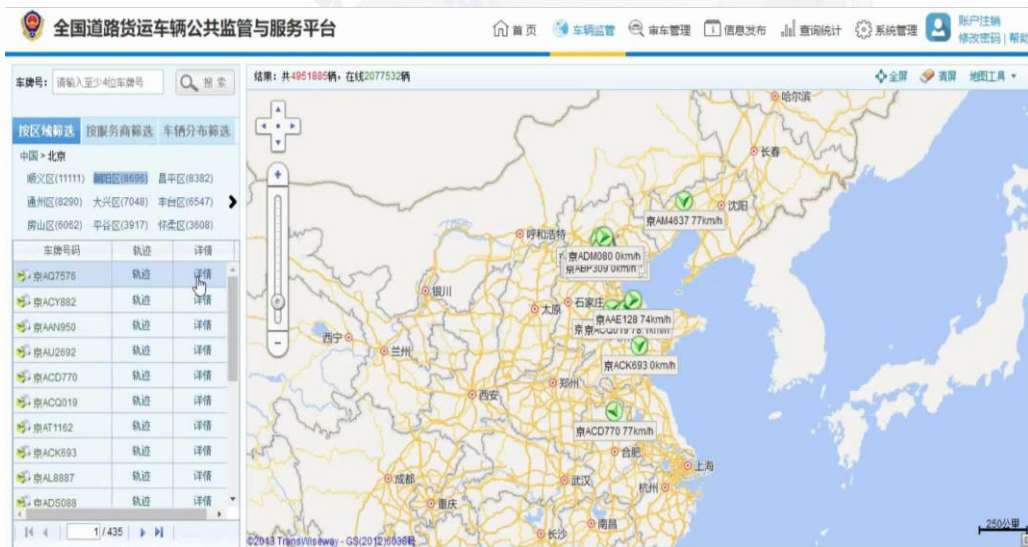 全国道路货运车辆公共监管与服务平台
首页 车辆监管 审车管理 信息发布 查询统计 系统管理
账户注销
修改密码 | 帮助
车牌号： 请输入至少4位车牌号 搜 索
结果：共4951885辆，在线2077532辆
全屏 清屏 地图工具
按区域筛选 按服务商筛选 车辆分布筛选
中国 > 北京
顺义区(11111) 朝阳区(8696) 昌平区(8382)
通州区(8290) 大兴区(7048) 丰台区(6547)
房山区(6062) 平谷区(3917) 怀柔区(3608)
车牌号码 轨迹 详情
京AQ7576 轨迹 详情
京ACY882 轨迹 详情
京AAN950 轨迹 详情
京AU2692 轨迹 详情
京ACD770 轨迹 详情
京ACQ019 轨迹 详情
京AT1162 轨迹 详情
京ACK693 轨迹 详情
京AL8887 轨迹 详情
京ADS088 轨迹 详情
1 / 435
哈尔滨
长春
沈阳
京AM4637 77km/h
呼和浩特
京ADM080 0km/h
京ABP309 0km/h
银川
太原
石家庄
京AAE128 74km/h
西宁
兰州
京ACK693 0km/h
郑州
西安
京ACD770 77km/h
合肥
上海
成都
武汉
杭州
重庆
南昌
长沙
250公里
©2013 TransWiseway - GS(2012)6036号